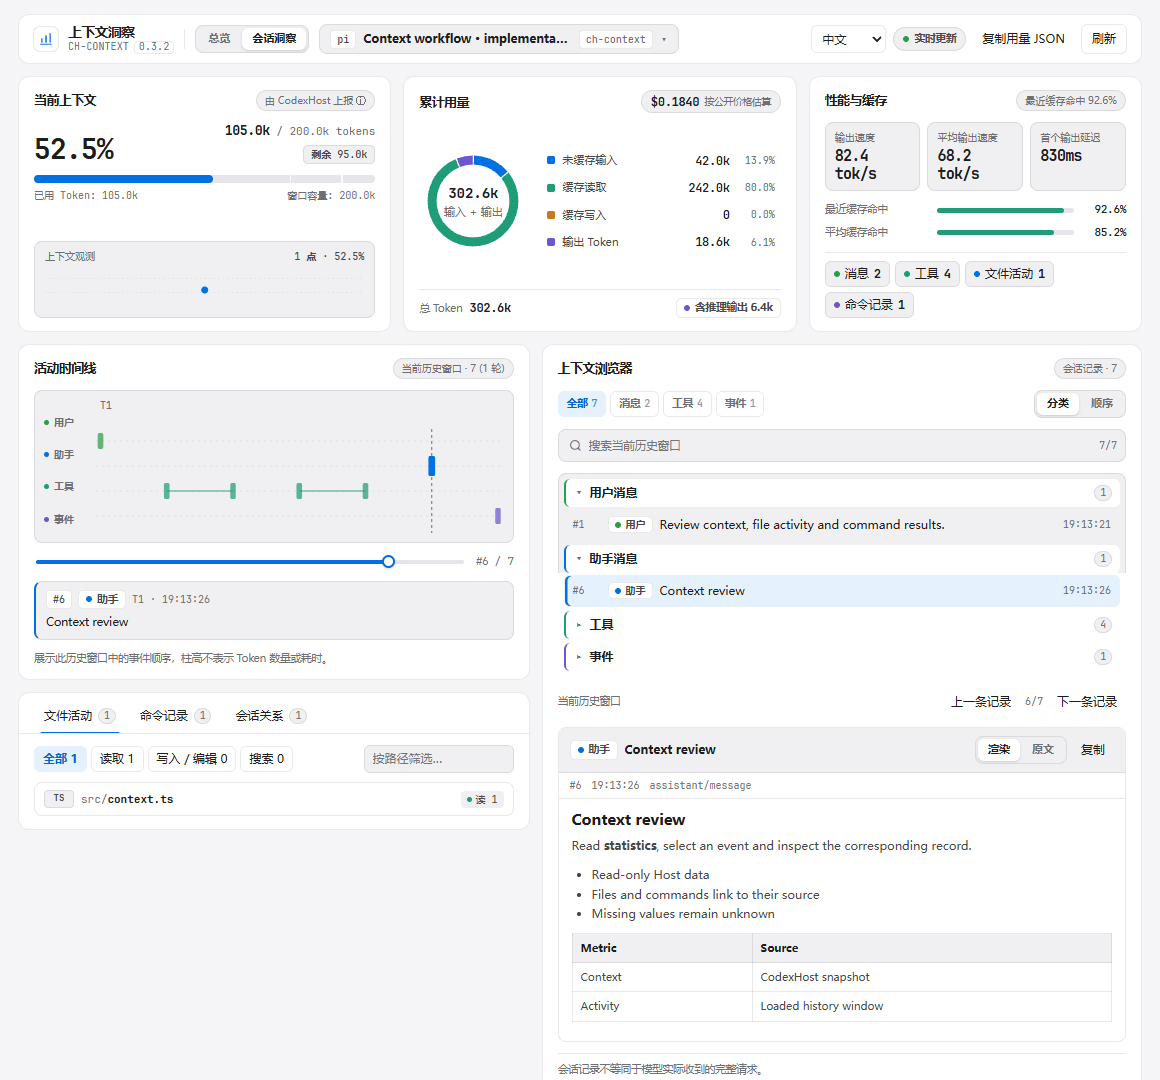 上下文洞察
CH-CONTEXT 0.3.2
总览 会话洞察
pi Context workflow · implementa... ch-context
中文
实时更新
复制用量 JSON
刷新
当前上下文
由 CodexHost 上报
52.5%
105.0k / 200.0k tokens
剩余 95.0k
已用 Token: 105.0k
窗口容量: 200.0k
上下文观测
1 点 · 52.5%
累计用量
$0.1840 按公开价格估算
302.6k
输入 + 输出
未缓存输入 42.0k 13.9%
缓存读取 242.0k 80.0%
缓存写入 0 0.0%
输出 Token 18.6k 6.1%
总 Token 302.6k
含推理输出 6.4k
性能与缓存
最近缓存命中 92.6%
输出速度
82.4 tok/s
平均输出速度
68.2 tok/s
首个输出延迟
830ms
最近缓存命中 92.6%
平均缓存命中 85.2%
消息 2
工具 4
文件活动 1
命令记录 1
活动时间线
当前历史窗口 · 7 (1 轮)
T1
用户
助手
工具
事件
#6 / 7
#6 助手 T1 · 19:13:26
Context review
展示此历史窗口中的事件顺序，柱高不表示 Token 数量或耗时。
文件活动 1
命令记录 1
会话关系 1
全部 1
读取 1
写入 / 编辑 0
搜索 0
按路径筛选...
TS src/context.ts
读 1
上下文浏览器
会话记录 · 7
全部 7
消息 2
工具 4
事件 1
分类 顺序
搜索当前历史窗口
7/7
用户消息 1
#1 用户 Review context, file activity and command results. 19:13:21
助手消息 1
#6 助手 Context review 19:13:26
工具 4
事件 1
当前历史窗口
上一条记录 6/7 下一条记录
助手 Context review
渲染 原文 复制
#6 19:13:26 assistant/message
Context review
Read statistics, select an event and inspect the corresponding record.
• Read-only Host data
• Files and commands link to their source
• Missing values remain unknown
Metric Source
Context CodexHost snapshot
Activity Loaded history window
会话记录不等同于模型实际收到的完整请求。